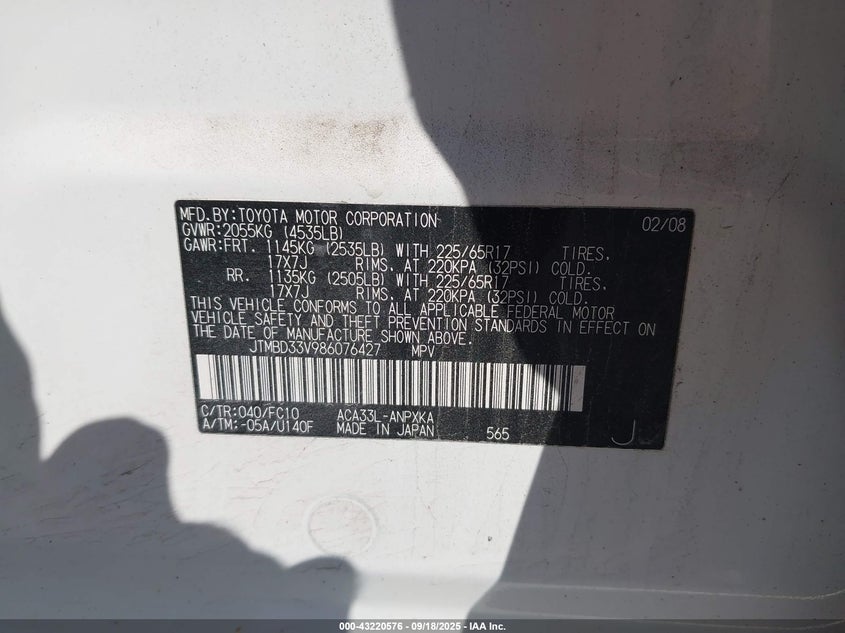 MFD.BY:TOYOTA MOTOR CORPORATION 02/08
GVWR:2055KG (4535LB)
GAWR:FRT. 1145KG (2535LB) WITH 225/65R17 TIRES,
17X7J RIMS, AT 220KPA (32PSI) COLD.
RR. 1135KG (2505LB) WITH 225/65R17 TIRES,
17X7J RIMS, AT 220KPA (32PSI) COLD.
THIS VEHICLE CONFORMS TO ALL APPLICABLE FEDERAL MOTOR
VEHICLE SAFETY AND THEFT PREVENTION STANDARDS IN EFFECT ON
THE DATE OF MANUFACTURE SHOWN ABOVE.
JTMBD33V986076427 MPV
C/TR:040/FC10 ACA33L-ANPXKA
A/TM:-05A/U140F MADE IN JAPAN 565 J
000-43220576 - 09/18/2025 - IAA Inc.